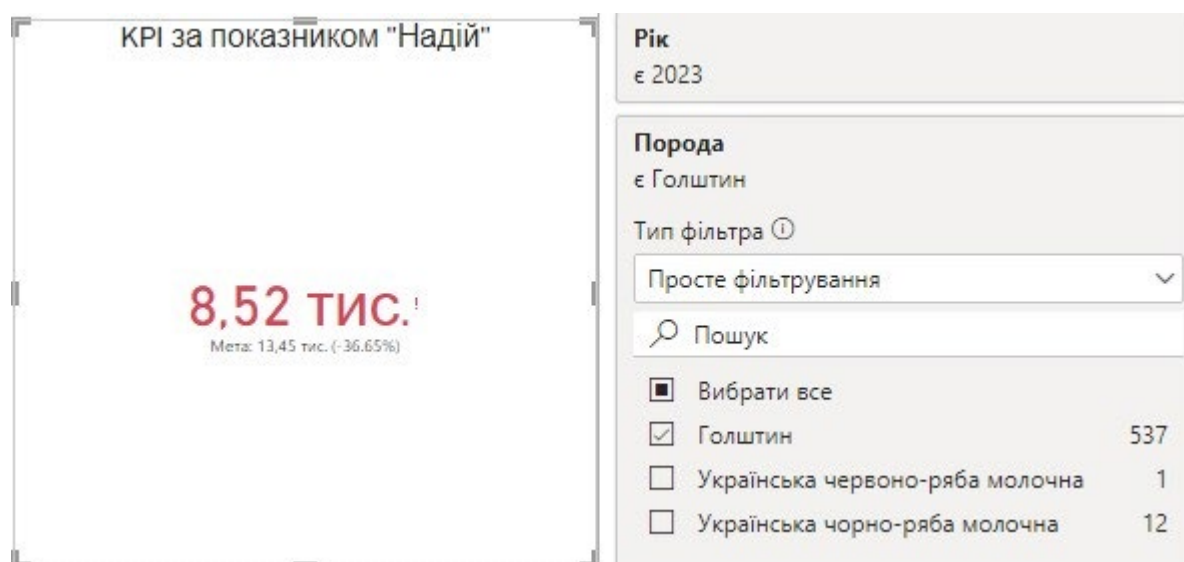 KPI за показником "Надій"
8,52 тис.!
Мета: 13,45 тис. (-36.65%)
Рік
є 2023
Порода
є Голштин
Тип фільтра
Просте фільтрування
Пошук
Вибрати все
Голштин 537
Українська червоно-ряба молочна 1
Українська чорно-ряба молочна 12